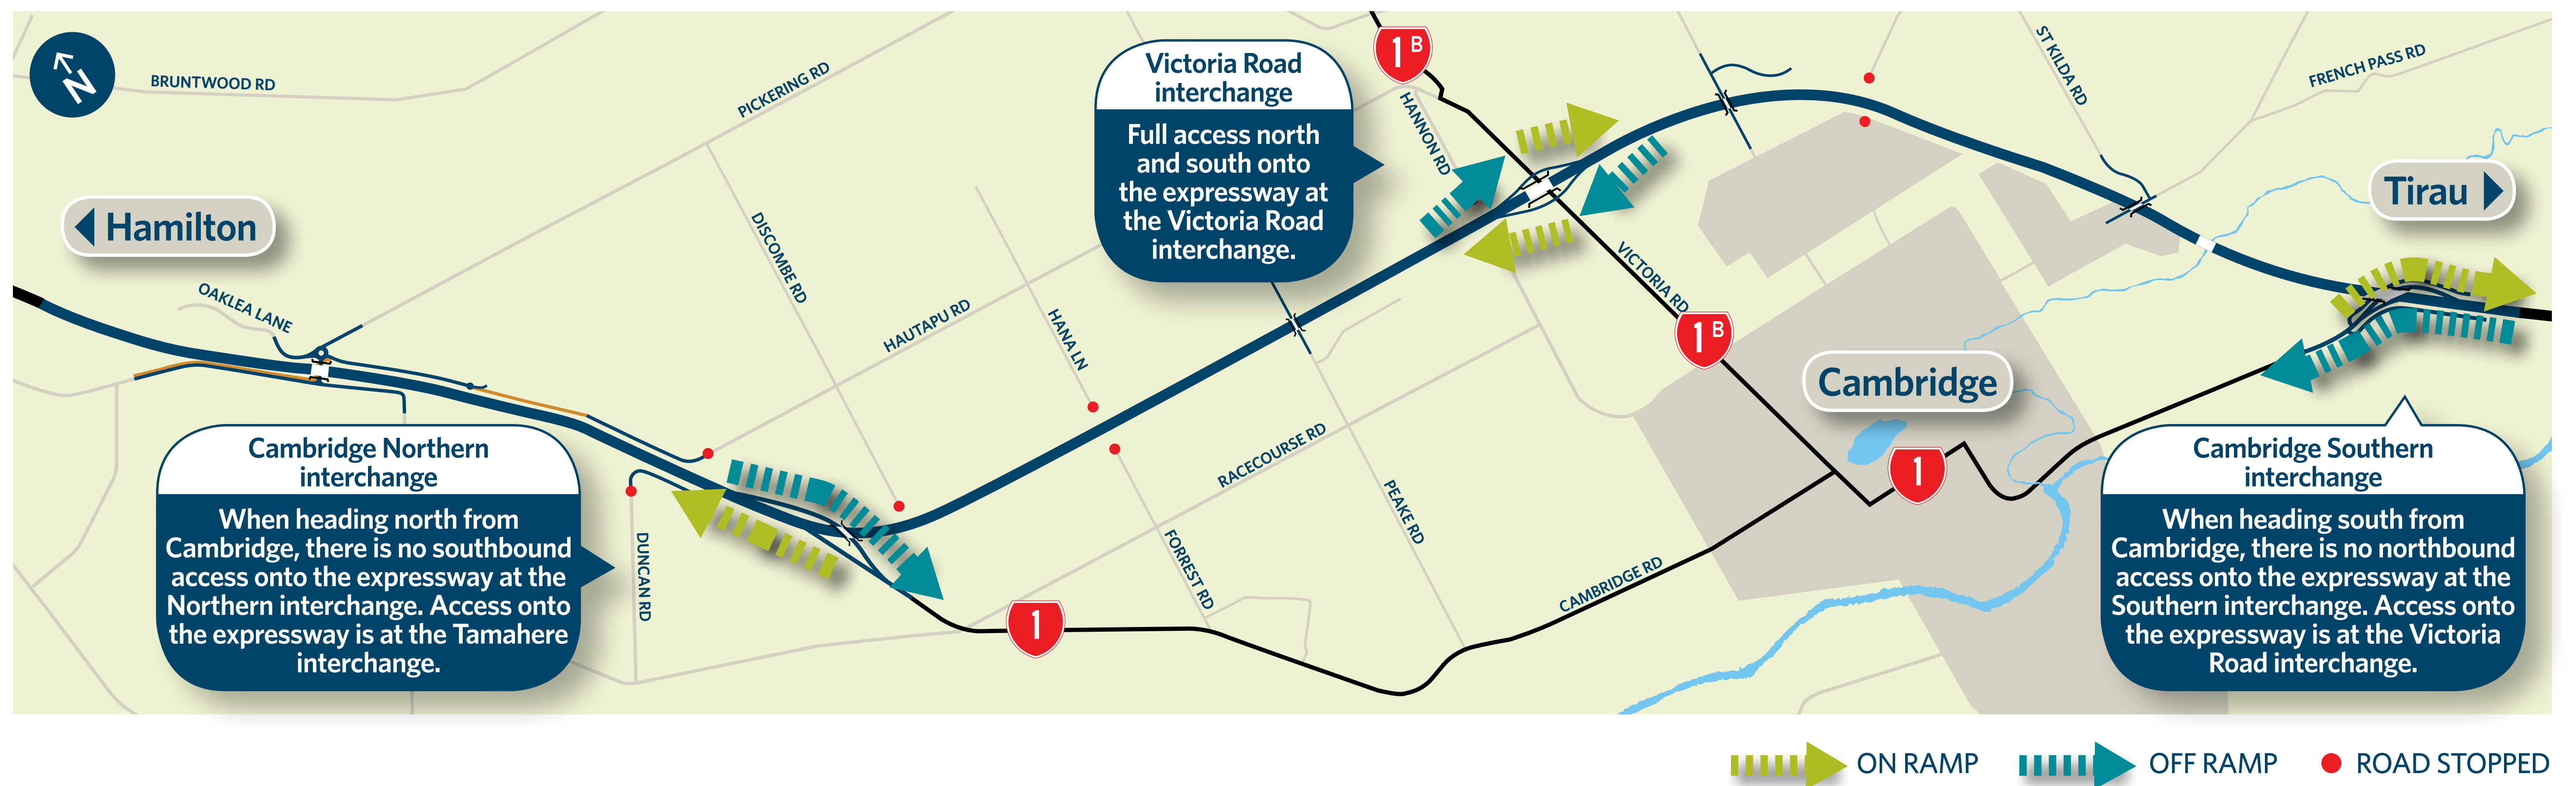 N
BRUNTWOOD RD
PICKERING RD
Victoria Road
interchange
Full access north
and south onto
the expressway at
the Victoria Road
interchange.
1 B
HANNON RD
ST KILDA RD
FRENCH PASS RD
Hamilton
Tirau
OAKLEA LANE
DISCOMBE RD
HAUTAPU RD
HANA LN
VICTORIA RD
1 B
Cambridge
1
RACECOURSE RD
PEAKE RD
FORREST RD
CAMBRIDGE RD
DUNCAN RD
1
Cambridge Northern
interchange
When heading north from
Cambridge, there is no southbound
access onto the expressway at the
Northern interchange. Access onto
the expressway is at the Tamahere
interchange.
Cambridge Southern
interchange
When heading south from
Cambridge, there is no northbound
access onto the expressway at the
Southern interchange. Access onto
the expressway is at the Victoria
Road interchange.
ON RAMP
OFF RAMP
ROAD STOPPED